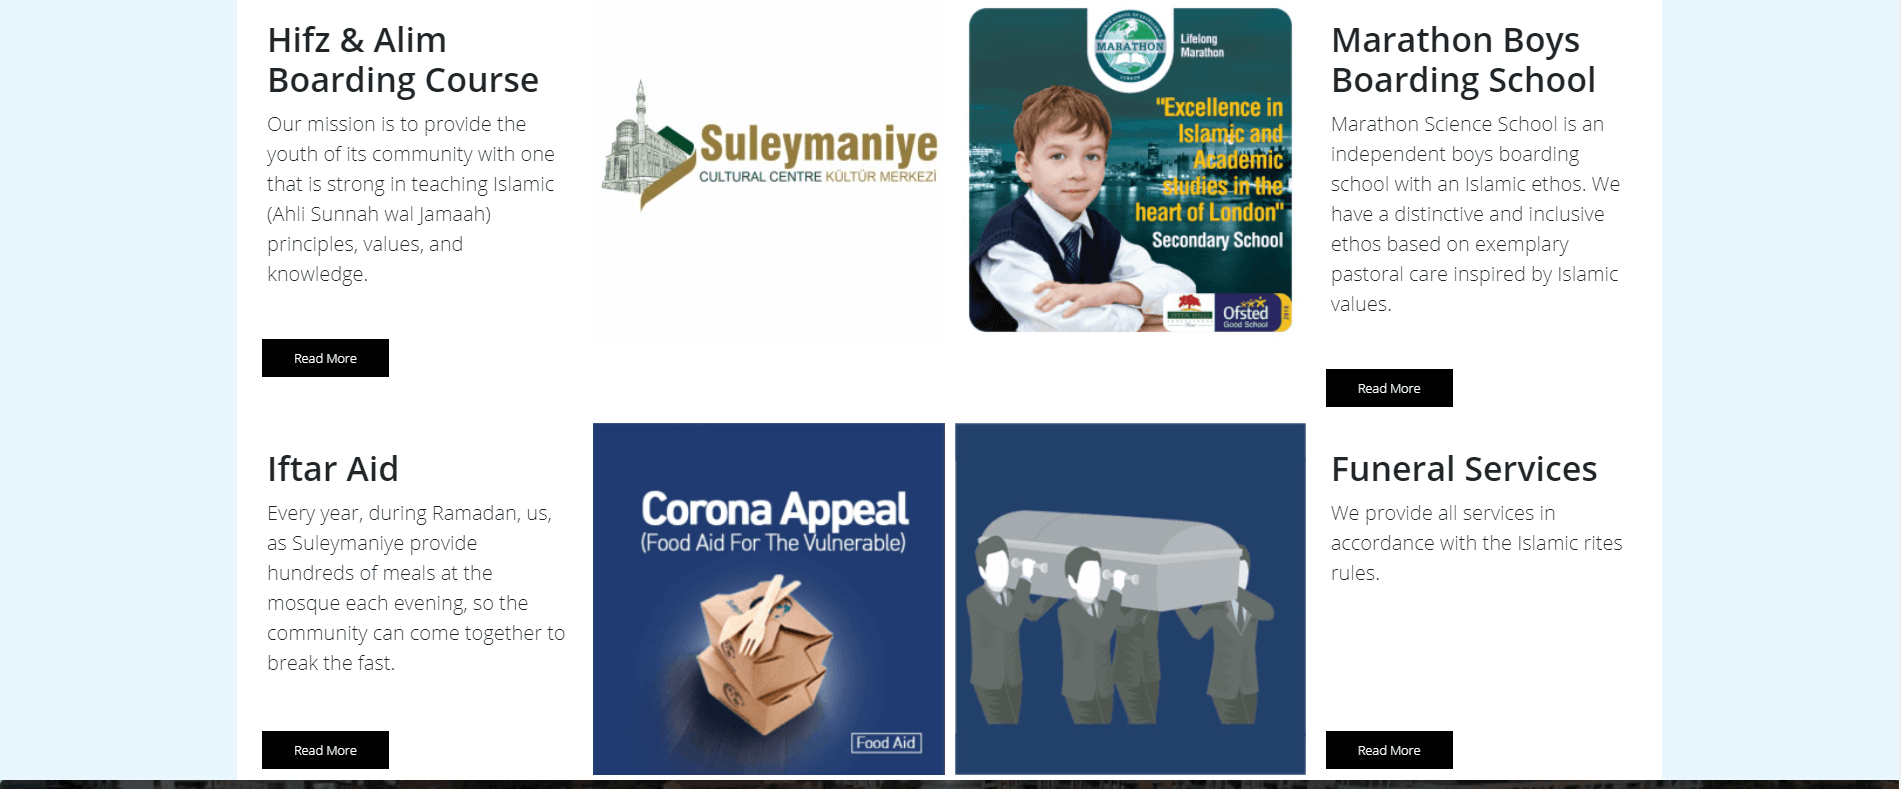 Hifz & Alim
Boarding Course
Our mission is to provide the
youth of its community with one
that is strong in teaching Islamic
(Ahli Sunnah wal Jamaah)
principles, values, and
knowledge.
Read More
Suleymaniye
CULTURAL CENTRE KÜLTÜR MERKEZİ
MARATHON
LONDON
Lifelong
Marathon
"Excellence in
Islamic and
Academic
studies in the
heart of London"
Secondary School
Ofsted
Good School
2019
Marathon Boys
Boarding School
Marathon Science School is an
independent boys boarding
school with an Islamic ethos. We
have a distinctive and inclusive
ethos based on exemplary
pastoral care inspired by Islamic
values.
Read More
Iftar Aid
Every year, during Ramadan, us,
as Suleymaniye provide
hundreds of meals at the
mosque each evening, so the
community can come together to
break the fast.
Read More
Corona Appeal
(Food Aid For The Vulnerable)
Food Aid
Funeral Services
We provide all services in
accordance with the Islamic rites
rules.
Read More